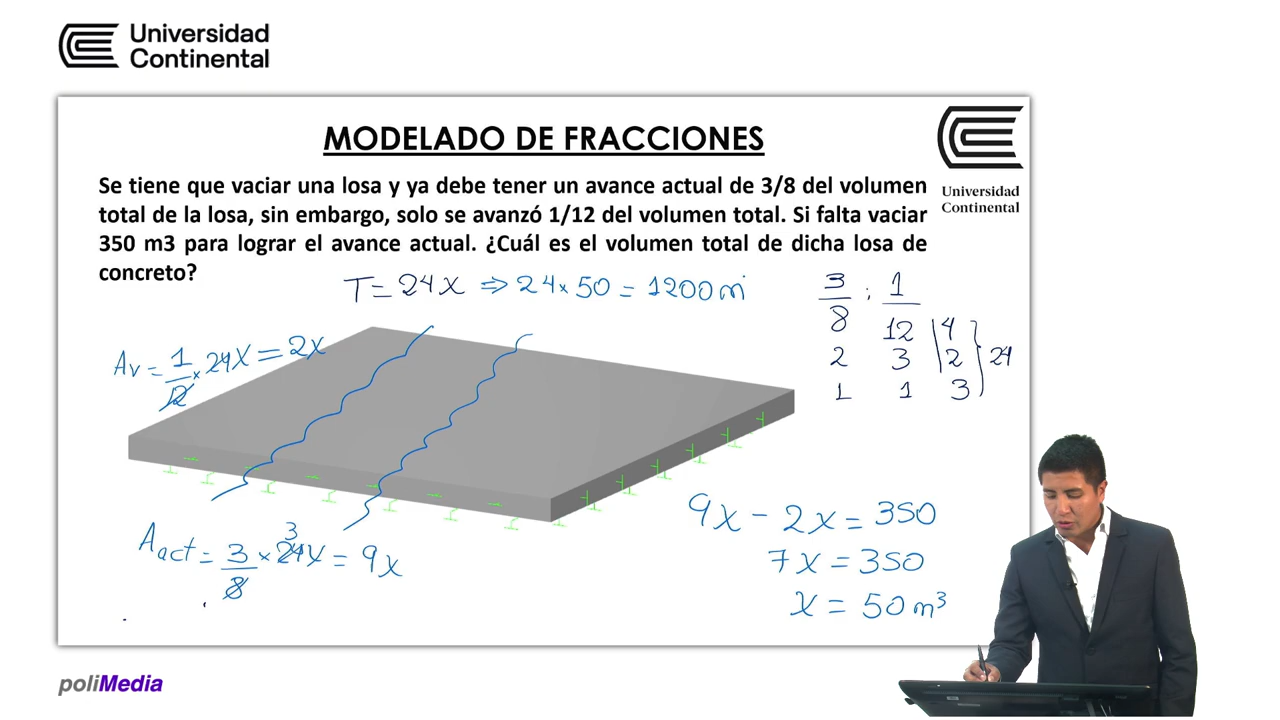 Universidad
Continental
MODELADO DE FRACCIONES
Universidad
Continental
Se tiene que vaciar una losa y ya debe tener un avance actual de 3/8 del volumen
total de la losa, sin embargo, solo se avanzó 1/12 del volumen total. Si falta vaciar
350 m3 para lograr el avance actual. ¿Cuál es el volumen total de dicha losa de
concreto?
T = 24x ⇒ 24 x 50 = 1200 m
3/8 ; 1/12 | 4
2 3 | 2 } 24
1 1 3
Av = 1/12 x 24x = 2x
Aact = 3/8 x 24x = 9x
3
9x - 2x = 350
7x = 350
x = 50 m³
poliMedia